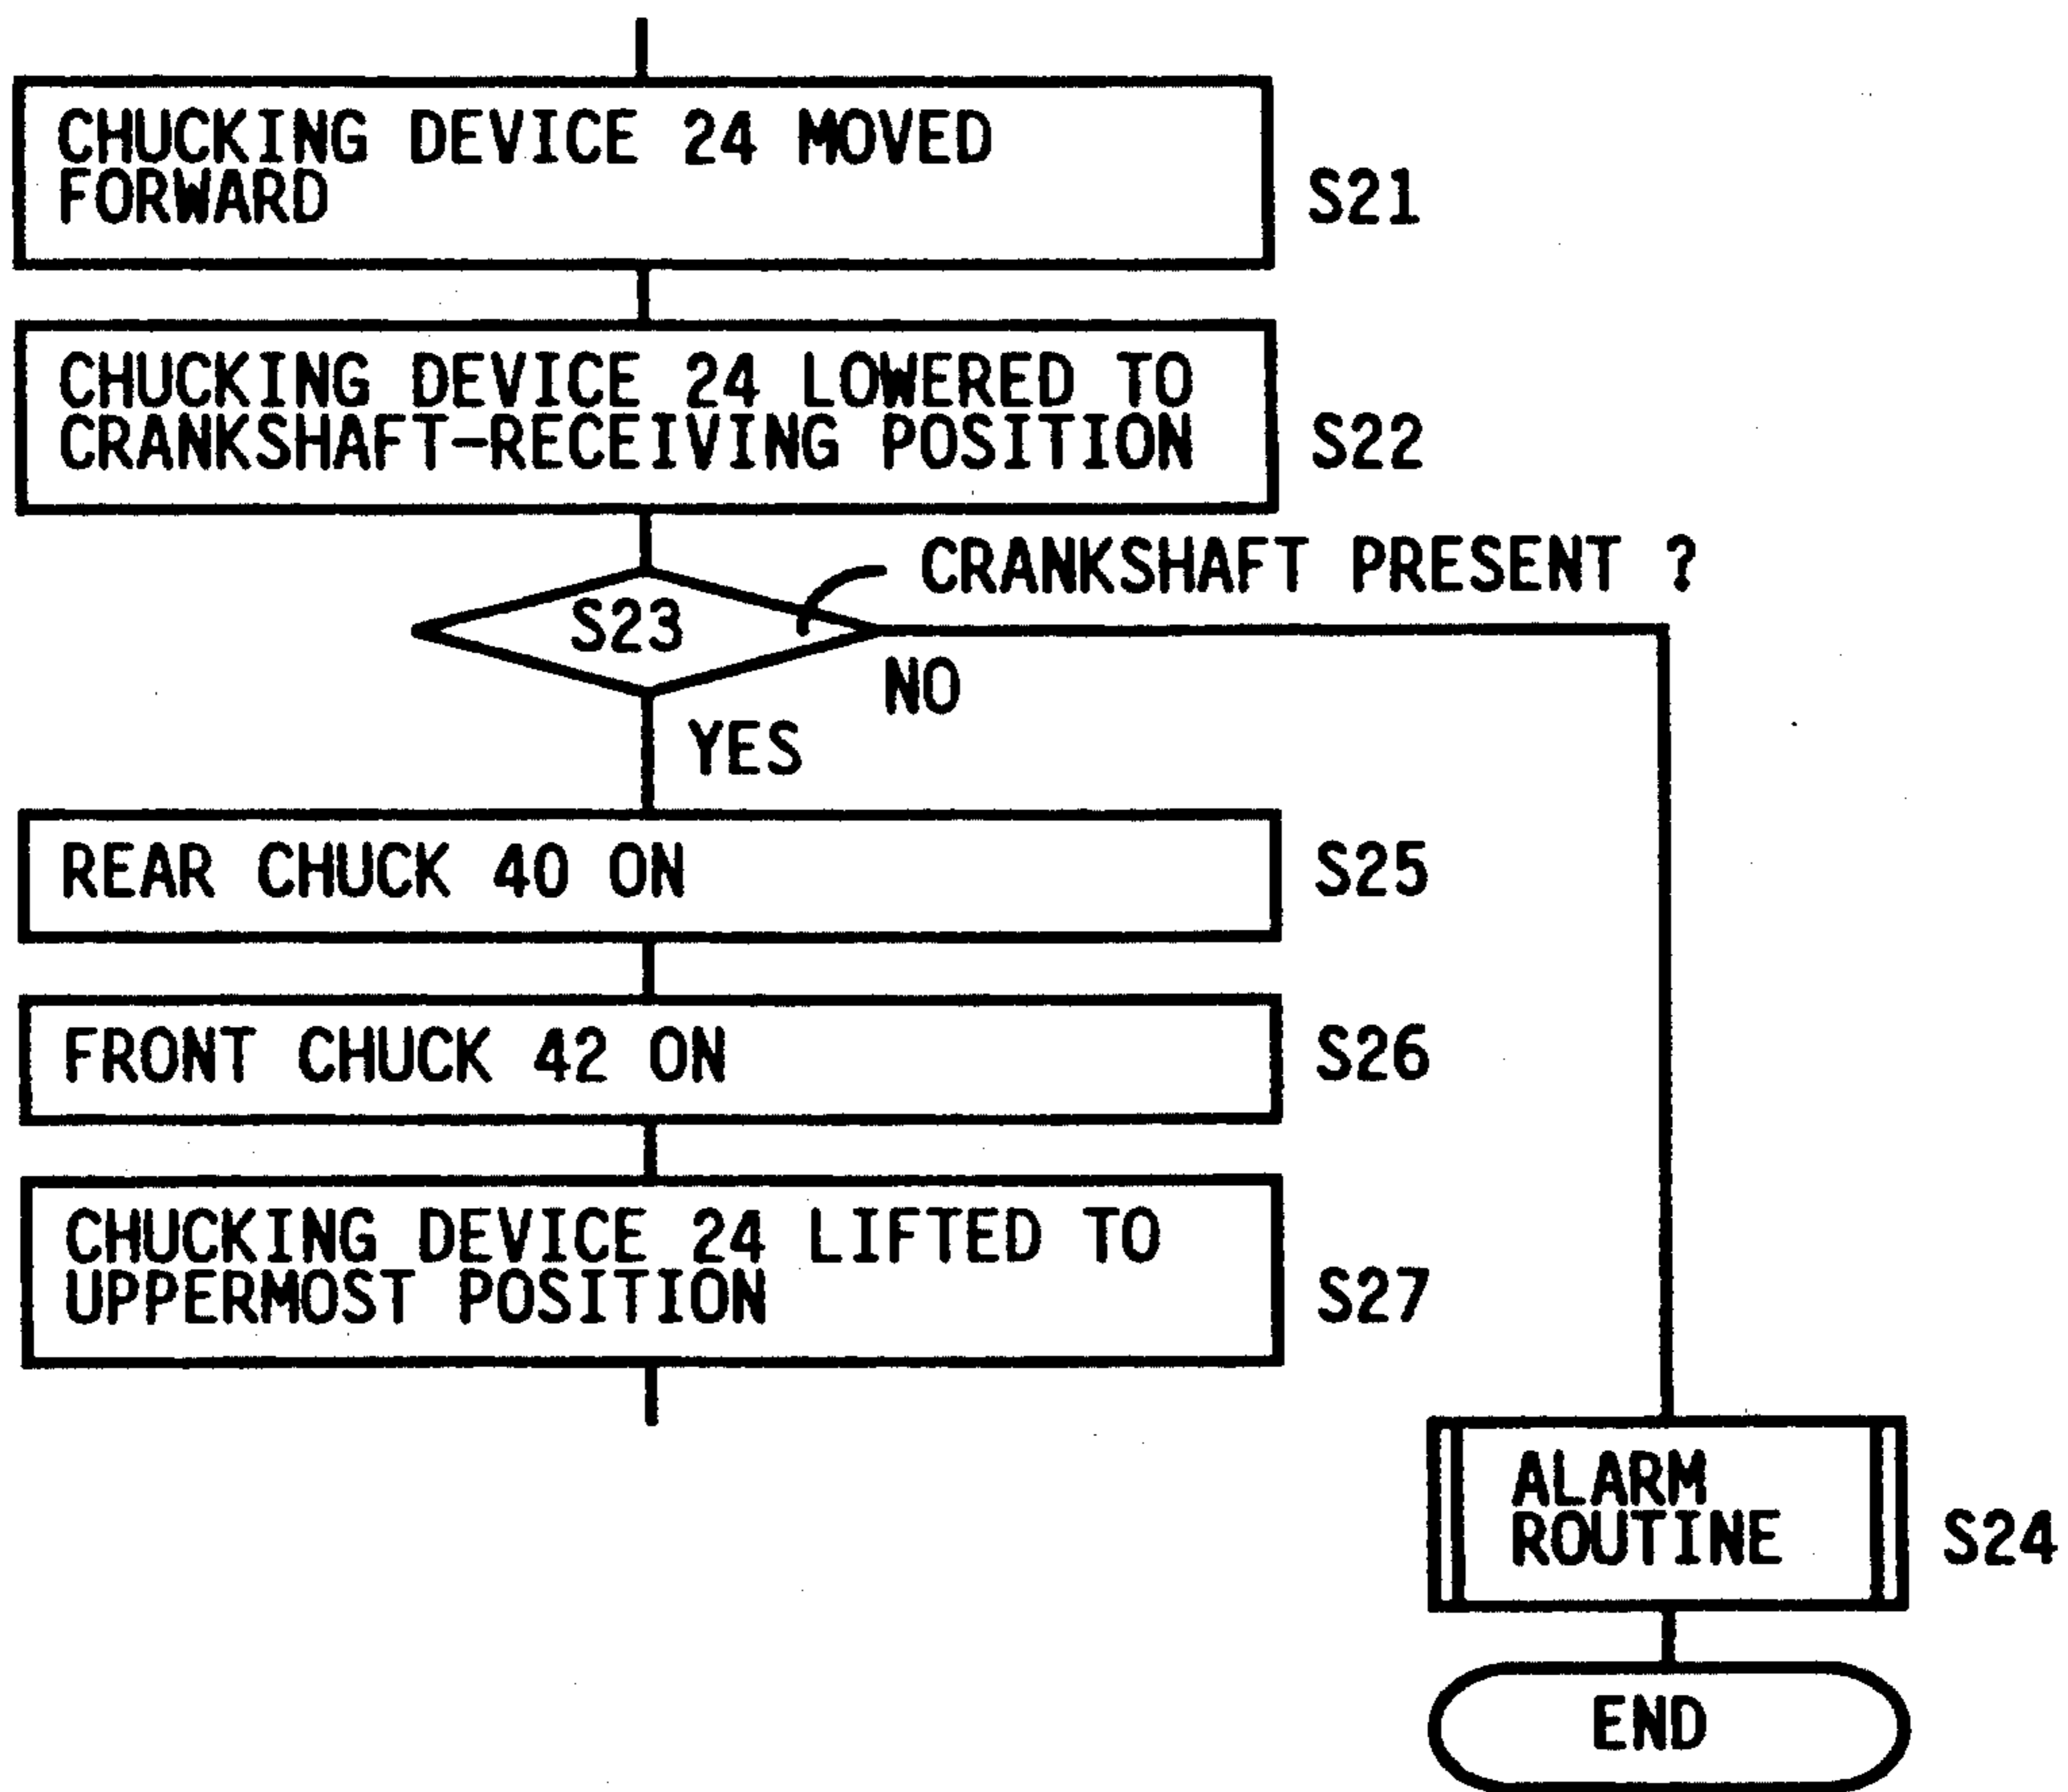 CHUCKING DEVICE 24 MOVED
FORWARD
S21
CHUCKING DEVICE 24 LOWERED TO
CRANKSHAFT-RECEIVING POSITION
S22
CRANKSHAFT PRESENT ?
S23
NO
YES
REAR CHUCK 40 ON
S25
FRONT CHUCK 42 ON
S26
CHUCKING DEVICE 24 LIFTED TO
UPPERMOST POSITION
S27
ALARM
ROUTINE
S24
END